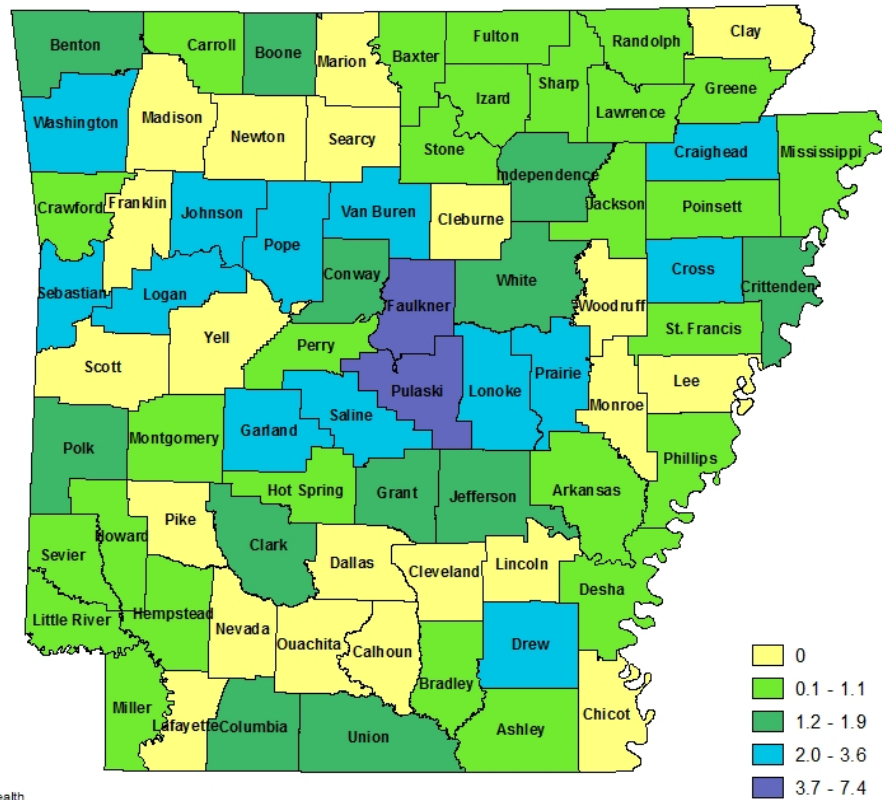 Benton
Carroll
Boone
Marion
Baxter
Fulton
Randolph
Clay
Washington
Madison
Newton
Searcy
Stone
Izard
Sharp
Lawrence
Greene
Craighead
Mississippi
Crawford
Franklin
Johnson
Pope
Van Buren
Cleburne
Independence
Jackson
Poinsett
Sebastian
Logan
Conway
Faulkner
White
Woodruff
Cross
Crittenden
Scott
Yell
Perry
Pulaski
Lonoke
Prairie
Monroe
St. Francis
Lee
Polk
Montgomery
Garland
Saline
Hot Spring
Grant
Jefferson
Arkansas
Phillips
Sevier
Howard
Pike
Clark
Dallas
Cleveland
Lincoln
Desha
Little River
Hempstead
Nevada
Ouachita
Calhoun
Bradley
Drew
Chicot
Miller
Lafayette
Columbia
Union
Ashley
0
0.1 - 1.1
1.2 - 1.9
2.0 - 3.6
3.7 - 7.4
ealth